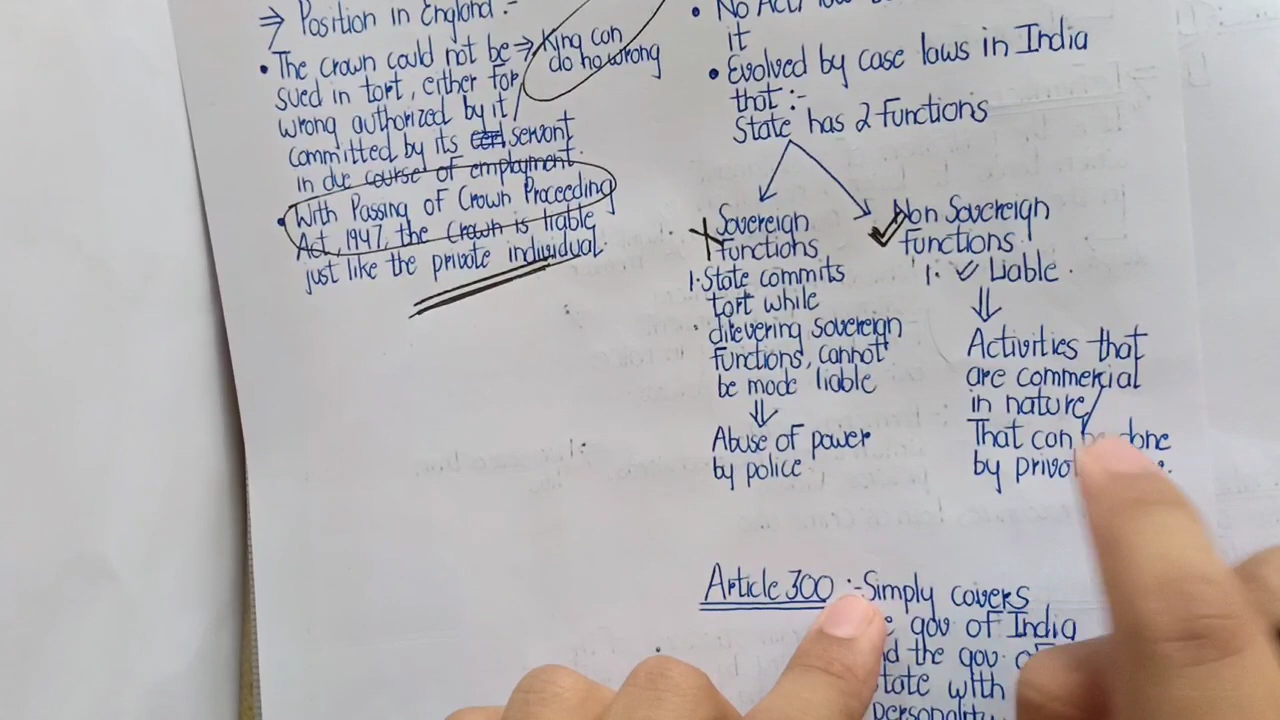 ⇒ Position in England :-
• The crown could not be ⇒ King can
do no wrong
sued in tort, either for
wrong authorized by it /
committed by its servant
in due course of employment.
• With Passing of Crown Proceeding
Act, 1947, the Crown is liable
just like the private individual.
• No Act/
it
• Evolved by case laws in India
that :-
State has 2 functions
Sovereign
functions
1. State commits
tort while
dilevering sovereign
functions, cannot
be made liable
⇓
Abuse of power
by police
Non Sovereign
functions.
1. ✓ Liable.
⇓
Activities that
are commercial
in nature/
That can be done
by
Article 300 :- Simply covers
gov of India
the gov
state with
personality